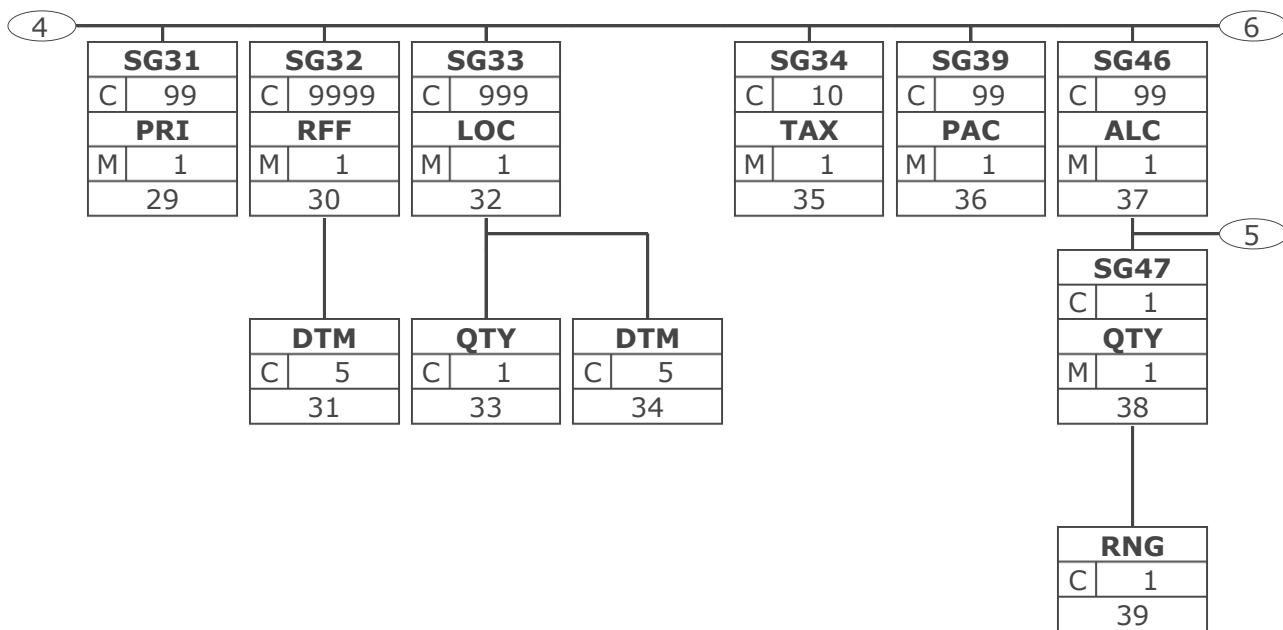 4
6
SG31
C 99
PRI
M 1
29
SG32
C 9999
RFF
M 1
30
SG33
C 999
LOC
M 1
32
SG34
C 10
TAX
M 1
35
SG39
C 99
PAC
M 1
36
SG46
C 99
ALC
M 1
37
5
DTM
C 5
31
QTY
C 1
33
DTM
C 5
34
SG47
C 1
QTY
M 1
38
RNG
C 1
39